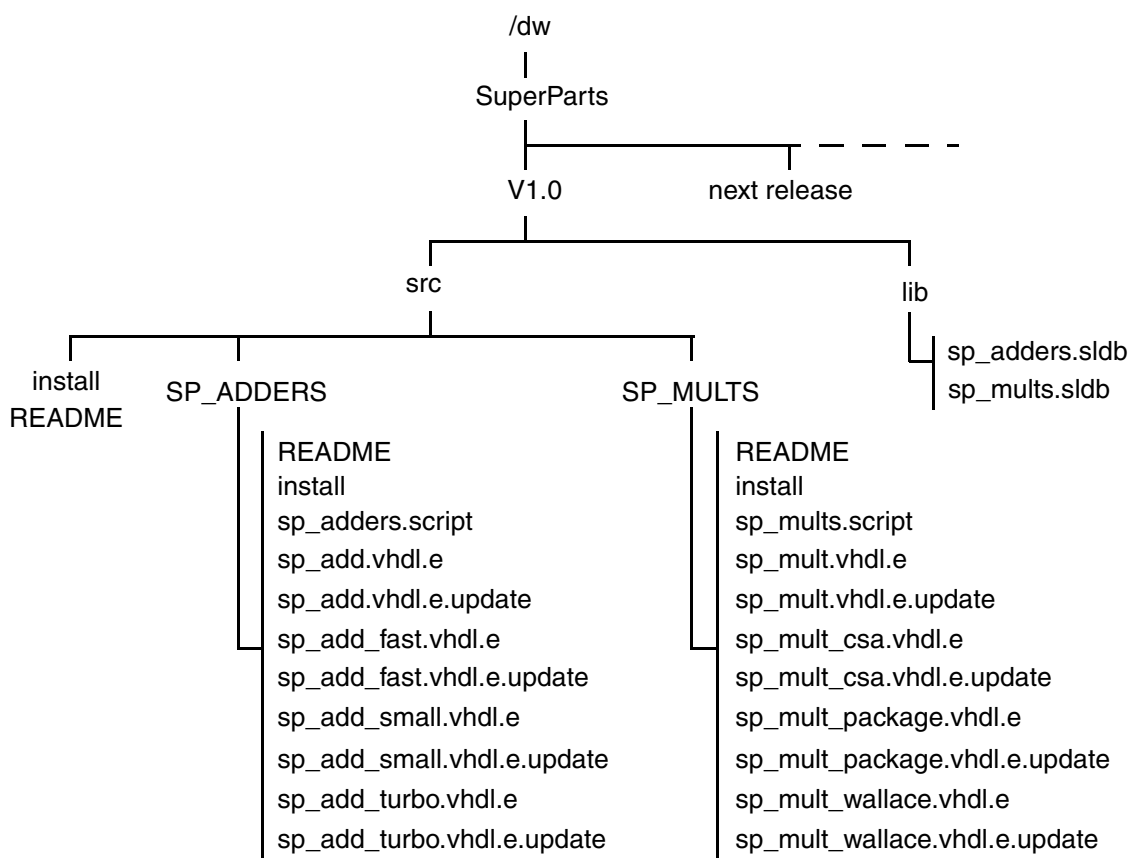 /dw
SuperParts
V1.0
next release
src
lib
sp_adders.sldb
sp_mults.sldb
install
README
SP_ADDERS
README
install
sp_adders.script
sp_add.vhdl.e
sp_add.vhdl.e.update
sp_add_fast.vhdl.e
sp_add_fast.vhdl.e.update
sp_add_small.vhdl.e
sp_add_small.vhdl.e.update
sp_add_turbo.vhdl.e
sp_add_turbo.vhdl.e.update
SP_MULTS
README
install
sp_mults.script
sp_mult.vhdl.e
sp_mult.vhdl.e.update
sp_mult_csa.vhdl.e
sp_mult_csa.vhdl.e.update
sp_mult_package.vhdl.e
sp_mult_package.vhdl.e.update
sp_mult_wallace.vhdl.e
sp_mult_wallace.vhdl.e.update